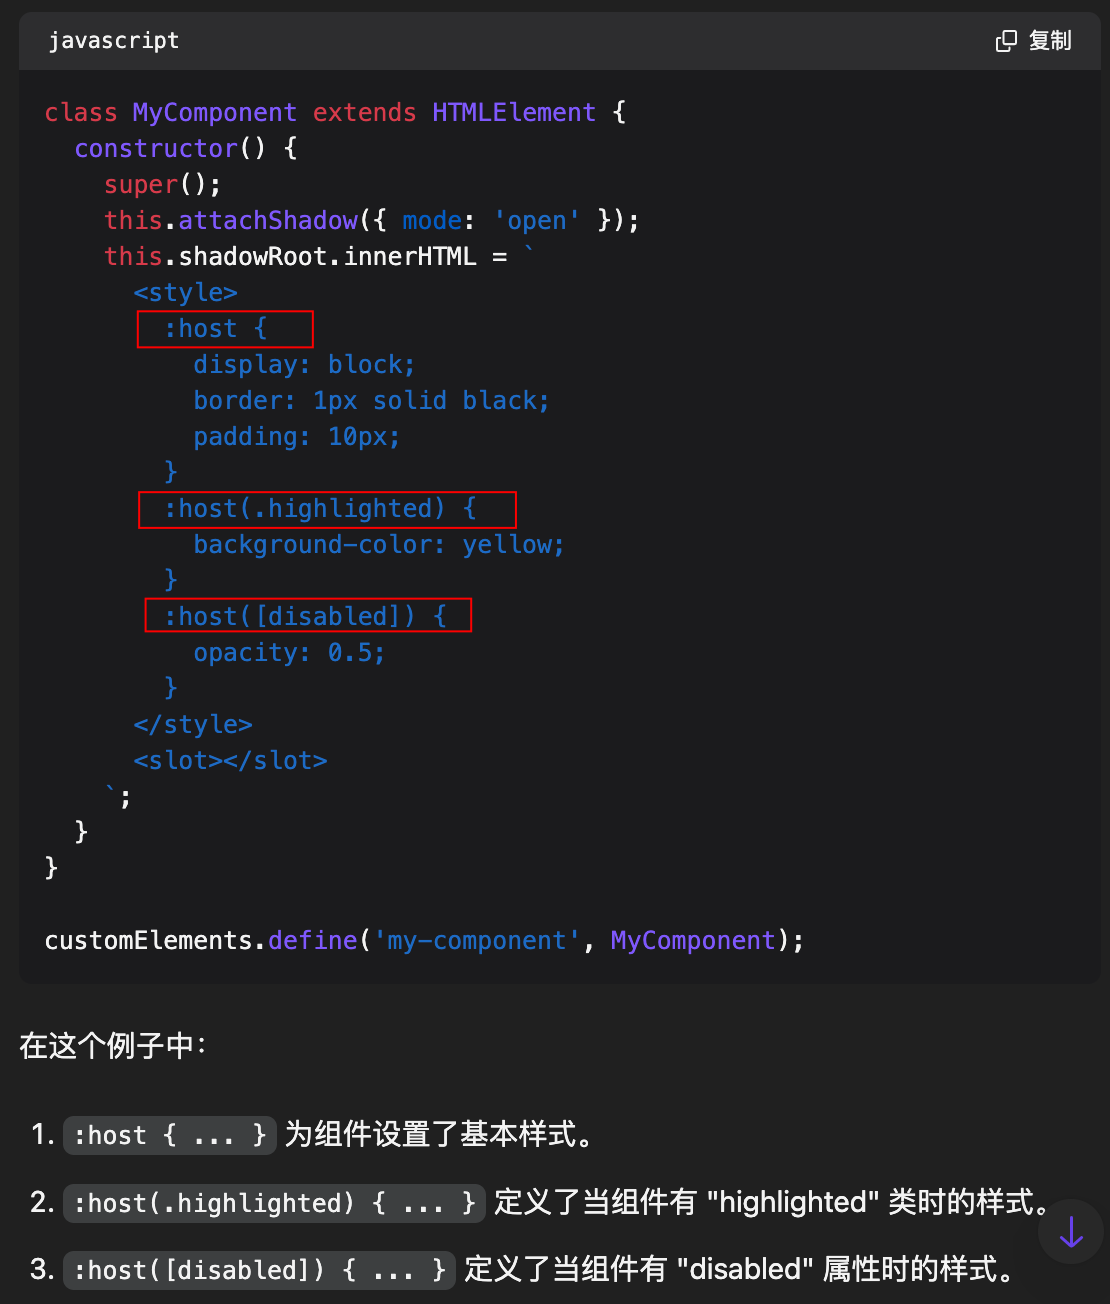 javascript
复制
class MyComponent extends HTMLElement {
  constructor() {
    super();
    this.attachShadow({ mode: 'open' });
    this.shadowRoot.innerHTML = `
      <style>
        :host {
          display: block;
          border: 1px solid black;
          padding: 10px;
        }
        :host(.highlighted) {
          background-color: yellow;
        }
        :host([disabled]) {
          opacity: 0.5;
        }
      </style>
      <slot></slot>
    `;
  }
}
customElements.define('my-component', MyComponent);
在这个例子中：
1. :host { ... } 为组件设置了基本样式。
2. :host(.highlighted) { ... } 定义了当组件有 "highlighted" 类时的样式。
3. :host([disabled]) { ... } 定义了当组件有 "disabled" 属性时的样式。